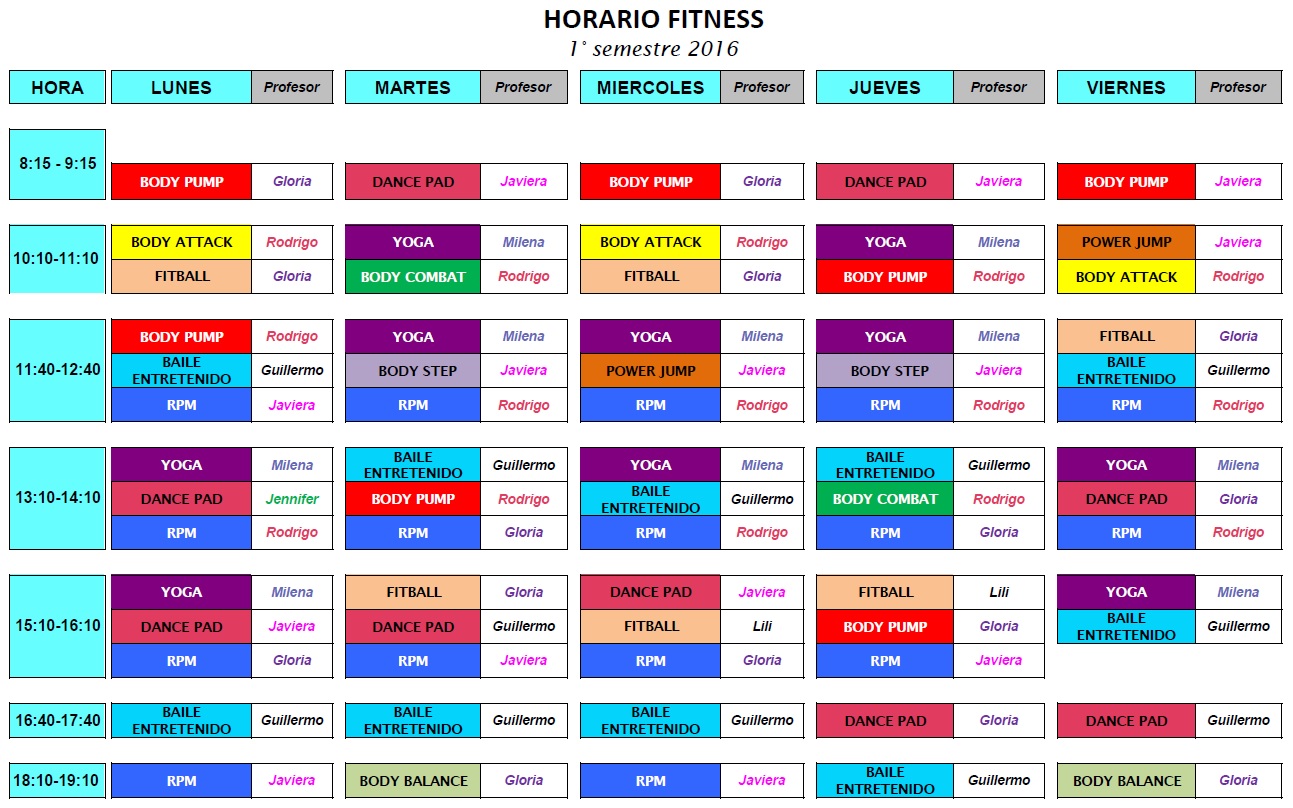 HORARIO FITNESS
1° semestre 2016
HORA LUNES Profesor MARTES Profesor MIERCOLES Profesor JUEVES Profesor VIERNES Profesor
8:15 - 9:15
BODY PUMP Gloria DANCE PAD Javiera BODY PUMP Gloria DANCE PAD Javiera BODY PUMP Javiera
10:10-11:10
BODY ATTACK Rodrigo YOGA Milena BODY ATTACK Rodrigo YOGA Milena POWER JUMP Javiera
FITBALL Gloria BODY COMBAT Rodrigo FITBALL Gloria BODY PUMP Rodrigo BODY ATTACK Rodrigo
11:40-12:40
BODY PUMP Rodrigo YOGA Milena YOGA Milena YOGA Milena FITBALL Gloria
BAILE ENTRETENIDO Guillermo BODY STEP Javiera POWER JUMP Javiera BODY STEP Javiera BAILE ENTRETENIDO Guillermo
RPM Javiera RPM Rodrigo RPM Rodrigo RPM Rodrigo RPM Rodrigo
13:10-14:10
YOGA Milena BAILE ENTRETENIDO Guillermo YOGA Milena BAILE ENTRETENIDO Guillermo YOGA Milena
DANCE PAD Jennifer BODY PUMP Rodrigo BAILE ENTRETENIDO Guillermo BODY COMBAT Rodrigo DANCE PAD Gloria
RPM Rodrigo RPM Gloria RPM Rodrigo RPM Gloria RPM Rodrigo
15:10-16:10
YOGA Milena FITBALL Gloria DANCE PAD Javiera FITBALL Lili YOGA Milena
DANCE PAD Javiera DANCE PAD Guillermo FITBALL Lili BODY PUMP Gloria BAILE ENTRETENIDO Guillermo
RPM Gloria RPM Javiera RPM Gloria RPM Javiera
16:40-17:40 BAILE ENTRETENIDO Guillermo BAILE ENTRETENIDO Guillermo BAILE ENTRETENIDO Guillermo DANCE PAD Gloria DANCE PAD Guillermo
18:10-19:10 RPM Javiera BODY BALANCE Gloria RPM Javiera BAILE ENTRETENIDO Guillermo BODY BALANCE Gloria